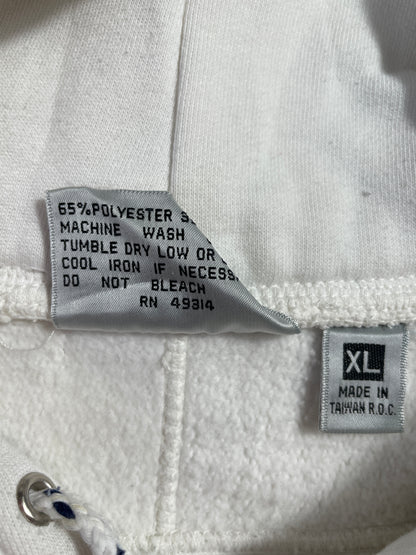 65%POLYESTER
MACHINE WASH
TUMBLE DRY LOW OR
COOL IRON IF
DO NOT BLEACH
RN 49314
XL
MADE IN
TAIWAN R.O.C.